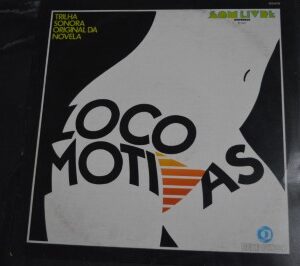 TRILHA
SONORA
ORIGINAL DA
NOVELA
SOM LIVRE
LOCO
MOTIVAS